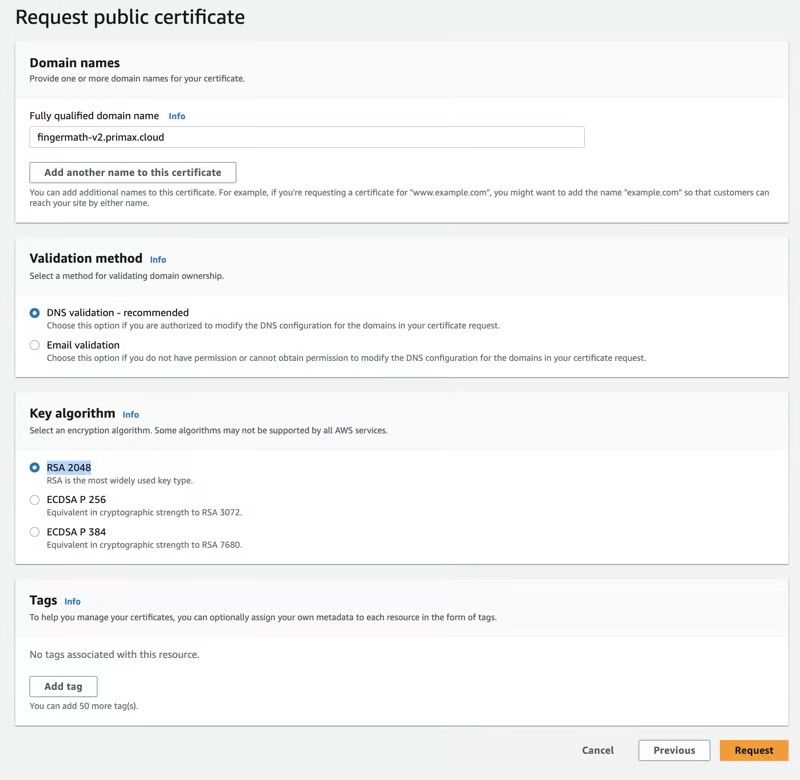 Request public certificate
Domain names
Provide one or more domain names for your certificate.
Fully qualified domain name Info
fingermath-v2.primax.cloud
Add another name to this certificate
You can add additional names to this certificate. For example, if you're requesting a certificate for "www.example.com", you might want to add the name "example.com" so that customers can
reach your site by either name.
Validation method Info
Select a method for validating domain ownership.
DNS validation - recommended
Choose this option if you are authorized to modify the DNS configuration for the domains in your certificate request.
Email validation
Choose this option if you do not have permission or cannot obtain permission to modify the DNS configuration for the domains in your certificate request.
Key algorithm Info
Select an encryption algorithm. Some algorithms may not be supported by all AWS services.
RSA 2048
RSA is the most widely used key type.
ECDSA P 256
Equivalent in cryptographic strength to RSA 3072.
ECDSA P 384
Equivalent in cryptographic strength to RSA 7680.
Tags Info
To help you manage your certificates, you can optionally assign your own metadata to each resource in the form of tags.
No tags associated with this resource.
Add tag
You can add 50 more tag(s).
Cancel Previous Request